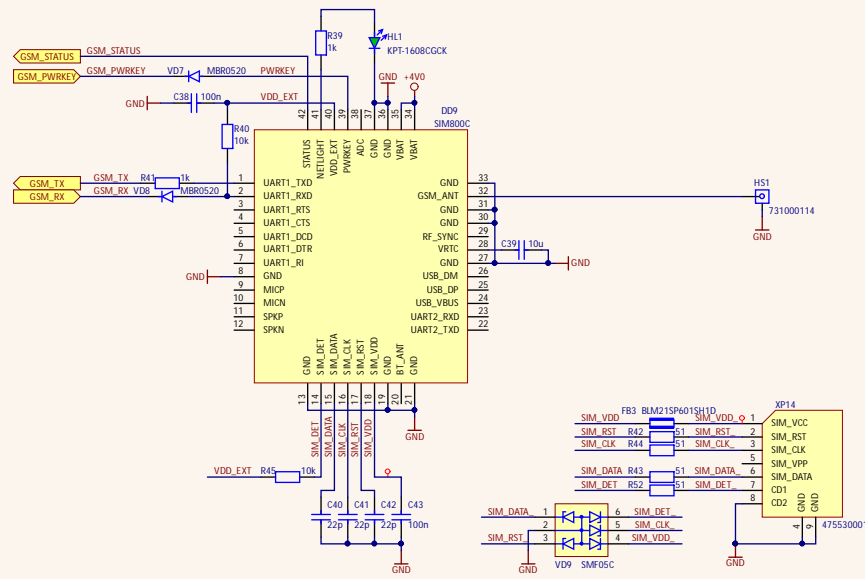 R39
1k
HL1
KPT-1608CGCK
GSM_STATUS GSM_STATUS
GSM_PWRKEY GSM_PWRKEY VD7 MBR0520 PWRKEY
GND +4V0
C38 100n VDD_EXT
GND
42 41 40 39 38 37 36 35 34
DD9
SIM800C
R40
10k
STATUS NETLIGHT VDD_EXT PWRKEY ADC GND GND VBAT VBAT
GSM_TX GSM_TX R41 1k 1 UART1_TXD GND 33
GSM_RX GSM_RX VD8 MBR0520 2 UART1_RXD GSM_ANT 32
HS1
731000114
GND
3 UART1_RTS GND 31
4 UART1_CTS GND 30
5 UART1_DCD RF_SYNC 29
6 UART1_DTR VRTC 28 C39 10u
7 UART1_RI GND 27 GND
GND 8 GND USB_DM 26
9 MICP USB_DP 25
10 MICN USB_VBUS 24
11 SPKP UART2_RXD 23
12 SPKN UART2_TXD 22
GND SIM_DET SIM_DATA SIM_CLK SIM_RST SIM_VDD GND BT_ANT GND
13 14 15 16 17 18 19 20 21
SIM_DET SIM_DATA SIM_CLK SIM_RST SIM_VDD
GND
VDD_EXT R45 10k
C40 C41 C42 C43
22p 22p 22p 100n
GND
FB3 BLM21SP601SH1D
XP14
SIM_VDD SIM_VDD_ 1 SIM_VCC
SIM_RST R42 51 SIM_RST_ 2 SIM_RST
SIM_CLK R44 51 SIM_CLK_ 3 SIM_CLK
5 SIM_VPP
SIM_DATA R43 51 SIM_DATA_ 6 SIM_DATA
SIM_DET R52 51 SIM_DET_ 7 CD1
8 CD2
GND GND
4 9
GND
SIM_DATA_ 1 6 SIM_DET_
2 5 SIM_CLK_
SIM_RST_ 3 4 SIM_VDD_
GND
VD9 SMF05C